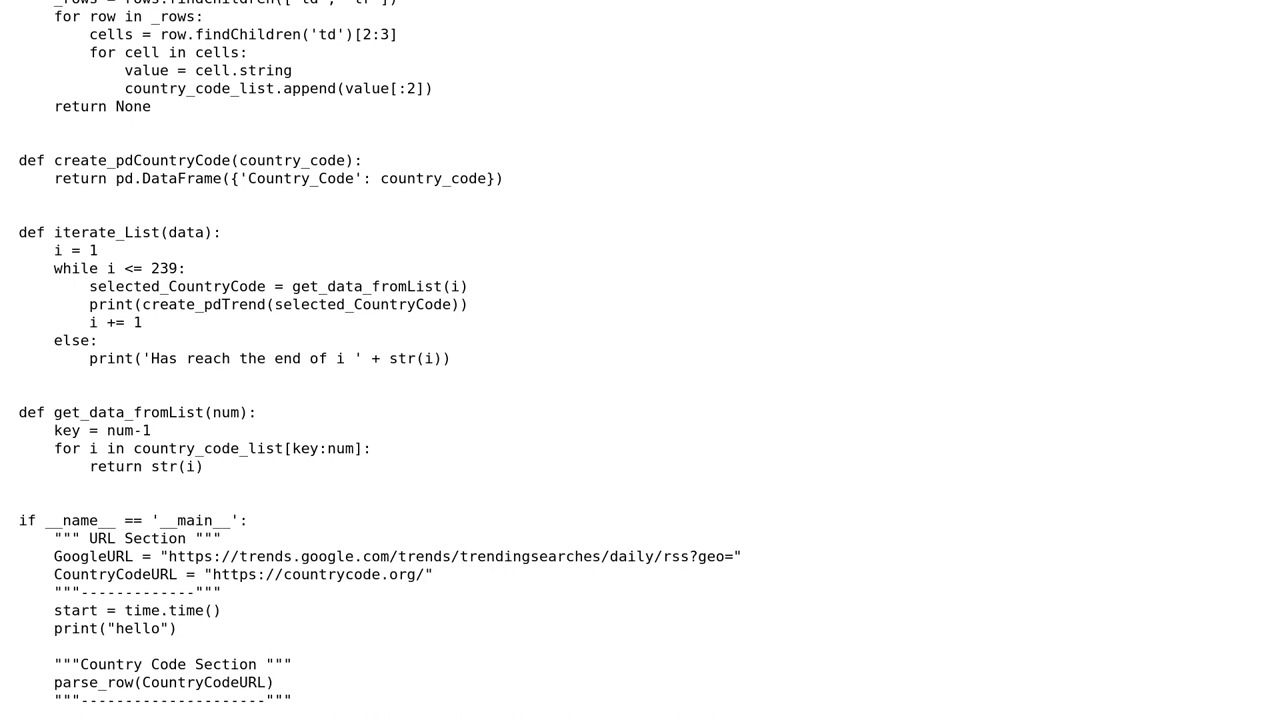 for row in _rows:
        cells = row.findChildren('td')[2:3]
        for cell in cells:
            value = cell.string
            country_code_list.append(value[:2])
    return None


def create_pdCountryCode(country_code):
    return pd.DataFrame({'Country_Code': country_code})


def iterate_List(data):
    i = 1
    while i <= 239:
        selected_CountryCode = get_data_fromList(i)
        print(create_pdTrend(selected_CountryCode))
        i += 1
    else:
        print('Has reach the end of i ' + str(i))


def get_data_fromList(num):
    key = num-1
    for i in country_code_list[key:num]:
        return str(i)


if __name__ == '__main__':
    """ URL Section """
    GoogleURL = "https://trends.google.com/trends/trendingsearches/daily/rss?geo="
    CountryCodeURL = "https://countrycode.org/"
    """-------------"""
    start = time.time()
    print("hello")

    """Country Code Section """
    parse_row(CountryCodeURL)
    """---------------------"""